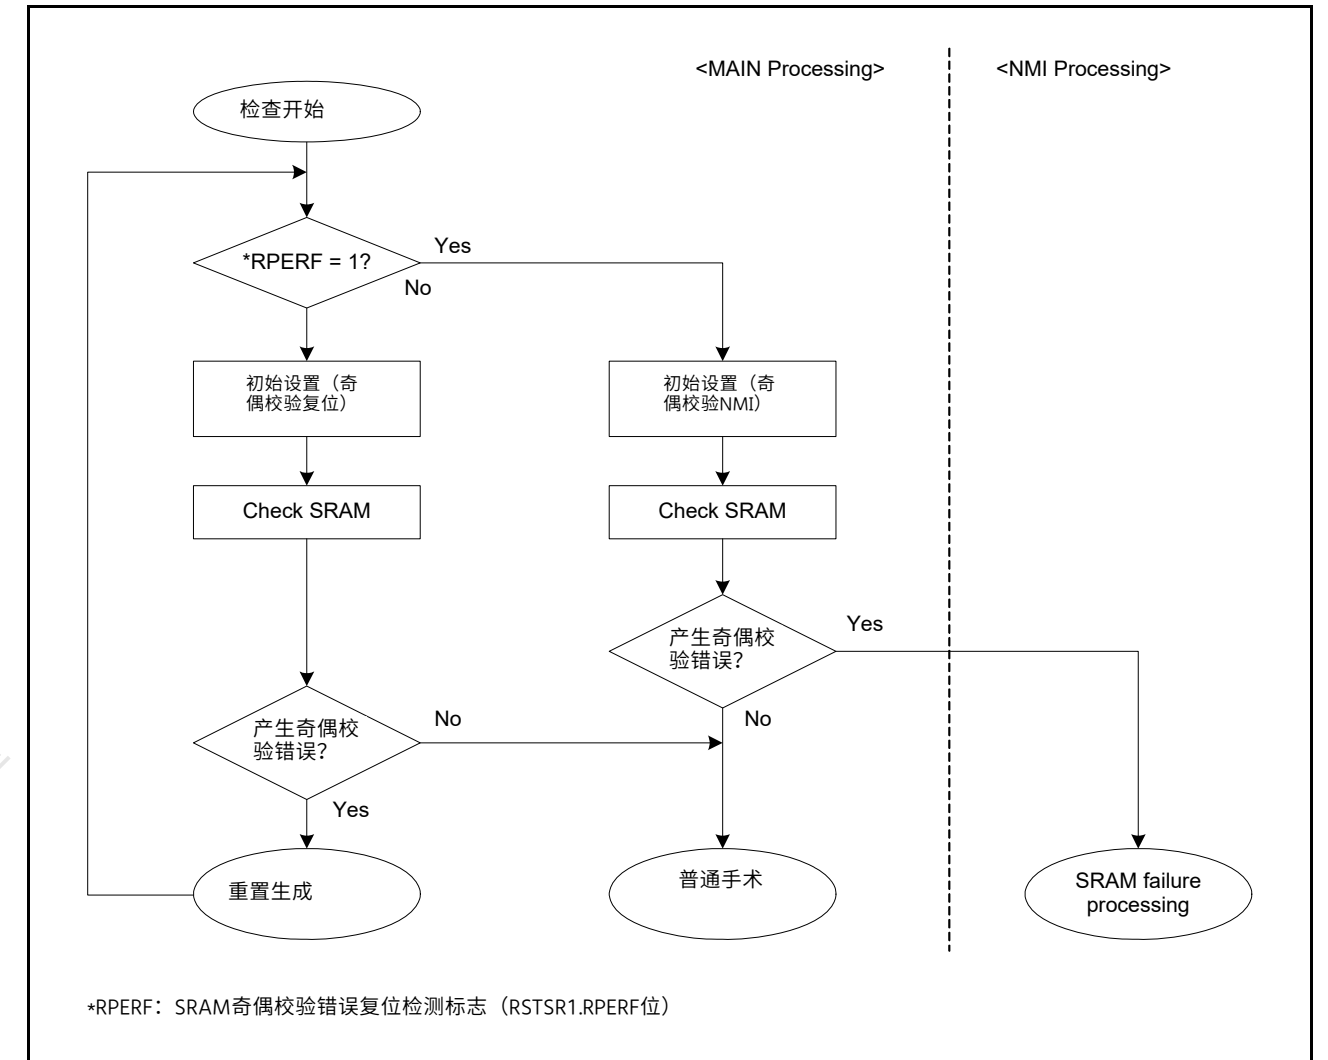 <MAIN Processing>
<NMI Processing>
检查开始
*RPERF = 1?
Yes
No
初始设置（奇
偶校验复位）
初始设置（奇
偶校验NMI）
Check SRAM
Check SRAM
产生奇偶校
验错误？
Yes
No
产生奇偶校
验错误？
No
Yes
重置生成
普通手术
SRAM failure
processing
*RPERF：SRAM奇偶校验错误复位检测标志（RSTSR1.RPERF位）